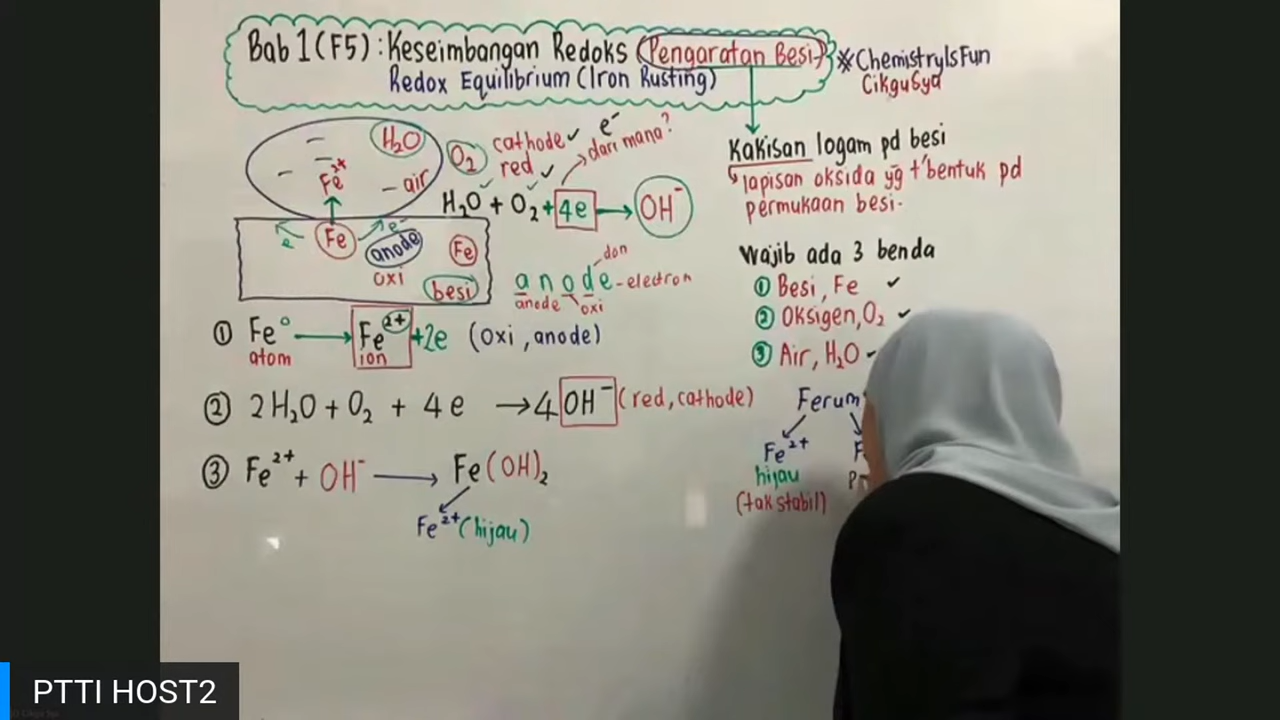 Bab 1 (F5) : Keseimbangan Redoks (Pengaratan Besi)
Redox Equilibrium (Iron Rusting)
*ChemistryIsFun
CikguSya
H₂O
Fe²⁺
- air
O₂
cathode ✓
red ✓
e⁻
dari mana?
H₂O + O₂ + 4e → OH⁻
e⁻
e⁻
Fe
anode
oxi
Fe
besi
don
anode - electron
anode
oxi
① Fe⁰ → Fe²⁺ + 2e (oxi, anode)
atom
ion
② 2H₂O + O₂ + 4e → 4OH⁻ (red, cathode)
③ Fe²⁺ + OH⁻ → Fe(OH)₂
Fe²⁺ (hijau)
Kakisan logam pd besi
lapisan oksida yg t'bentuk pd
permukaan besi.
Wajib ada 3 benda
① Besi, Fe ✓
② Oksigen, O₂ ✓
③ Air, H₂O
Ferum
Fe²⁺
hijau
(tak stabil)
PTTI HOST2